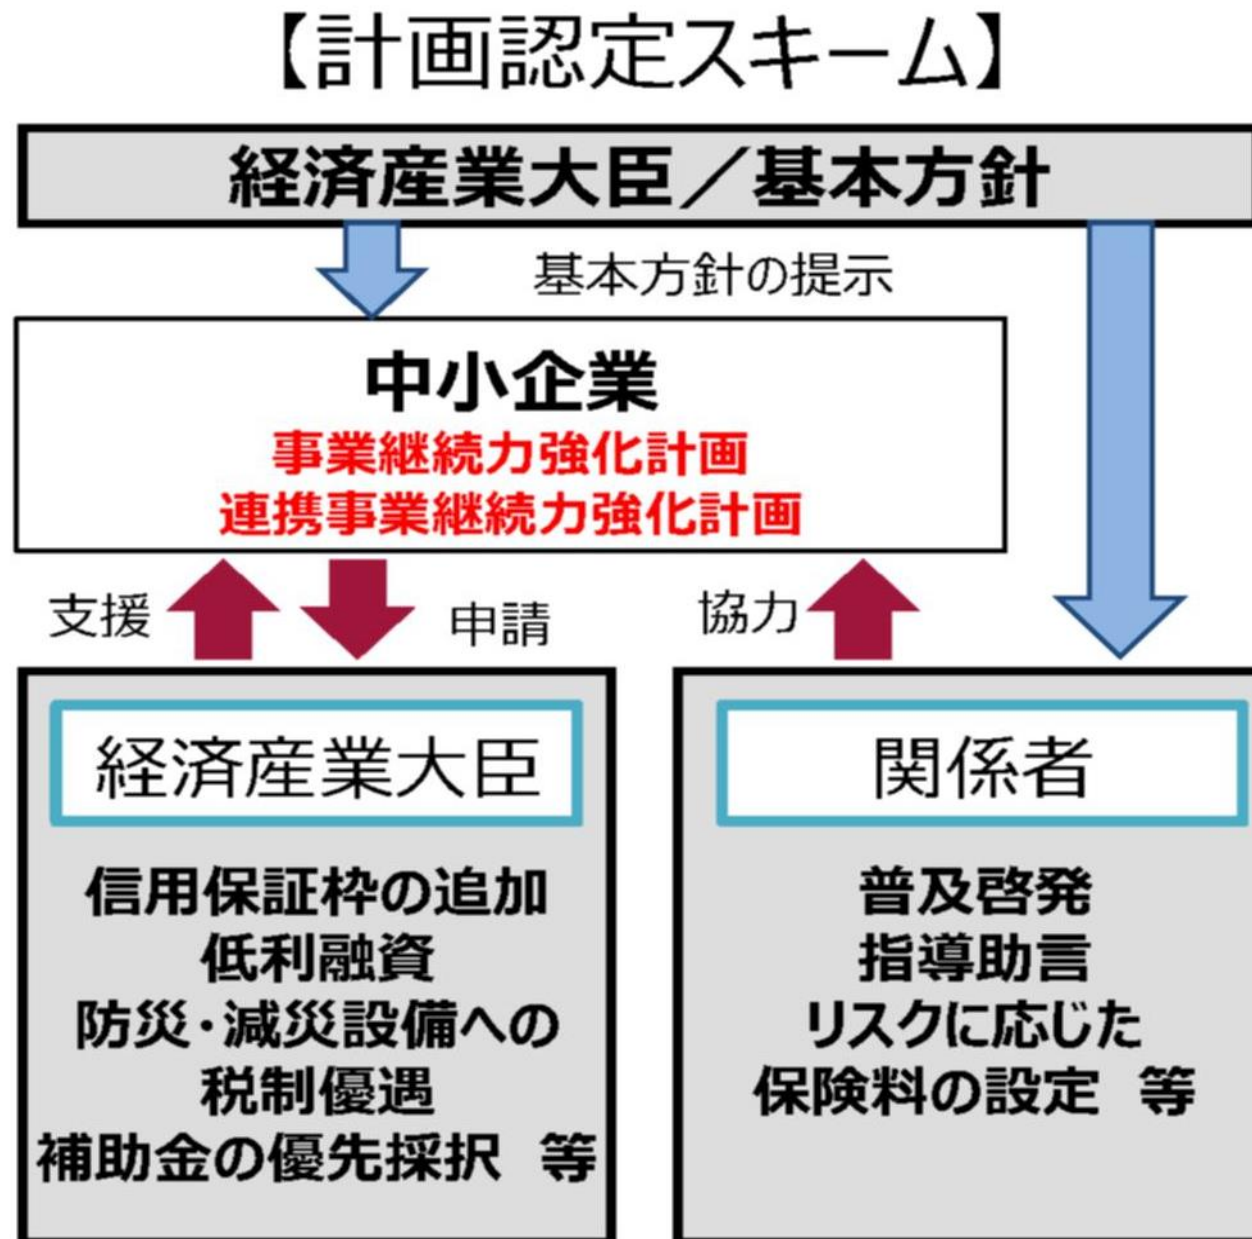 【計画認定スキーム】
経済産業大臣／基本方針
基本方針の提示
中小企業
事業継続力強化計画
連携事業継続力強化計画
支援
申請
協力
経済産業大臣
信用保証枠の追加
低利融資
防災・減災設備への
税制優遇
補助金の優先採択 等
関係者
普及啓発
指導助言
リスクに応じた
保険料の設定 等